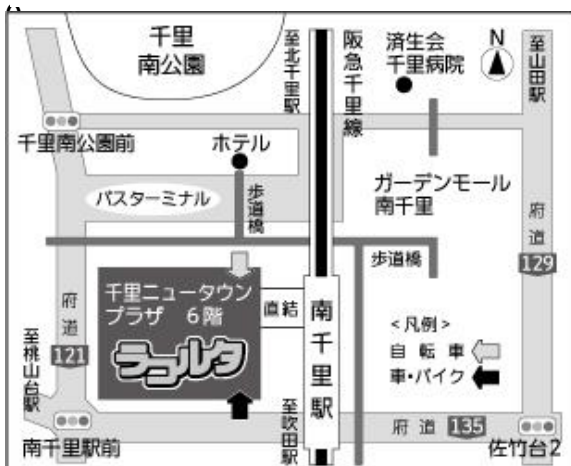 千里
南公園
至北千里駅
阪急千里線
済生会
千里病院
N
至山田駅
千里南公園前
ホテル
バスターミナル
歩道橋
ガーデンモール
南千里
府道
129
歩道橋
千里ニュータウン
プラザ 6階
ラコルタ
直結
南千里駅
<凡例>
自転車
車・バイク
府道
121
至桃山台駅
南千里駅前
至吹田駅
府道 135
佐竹台2